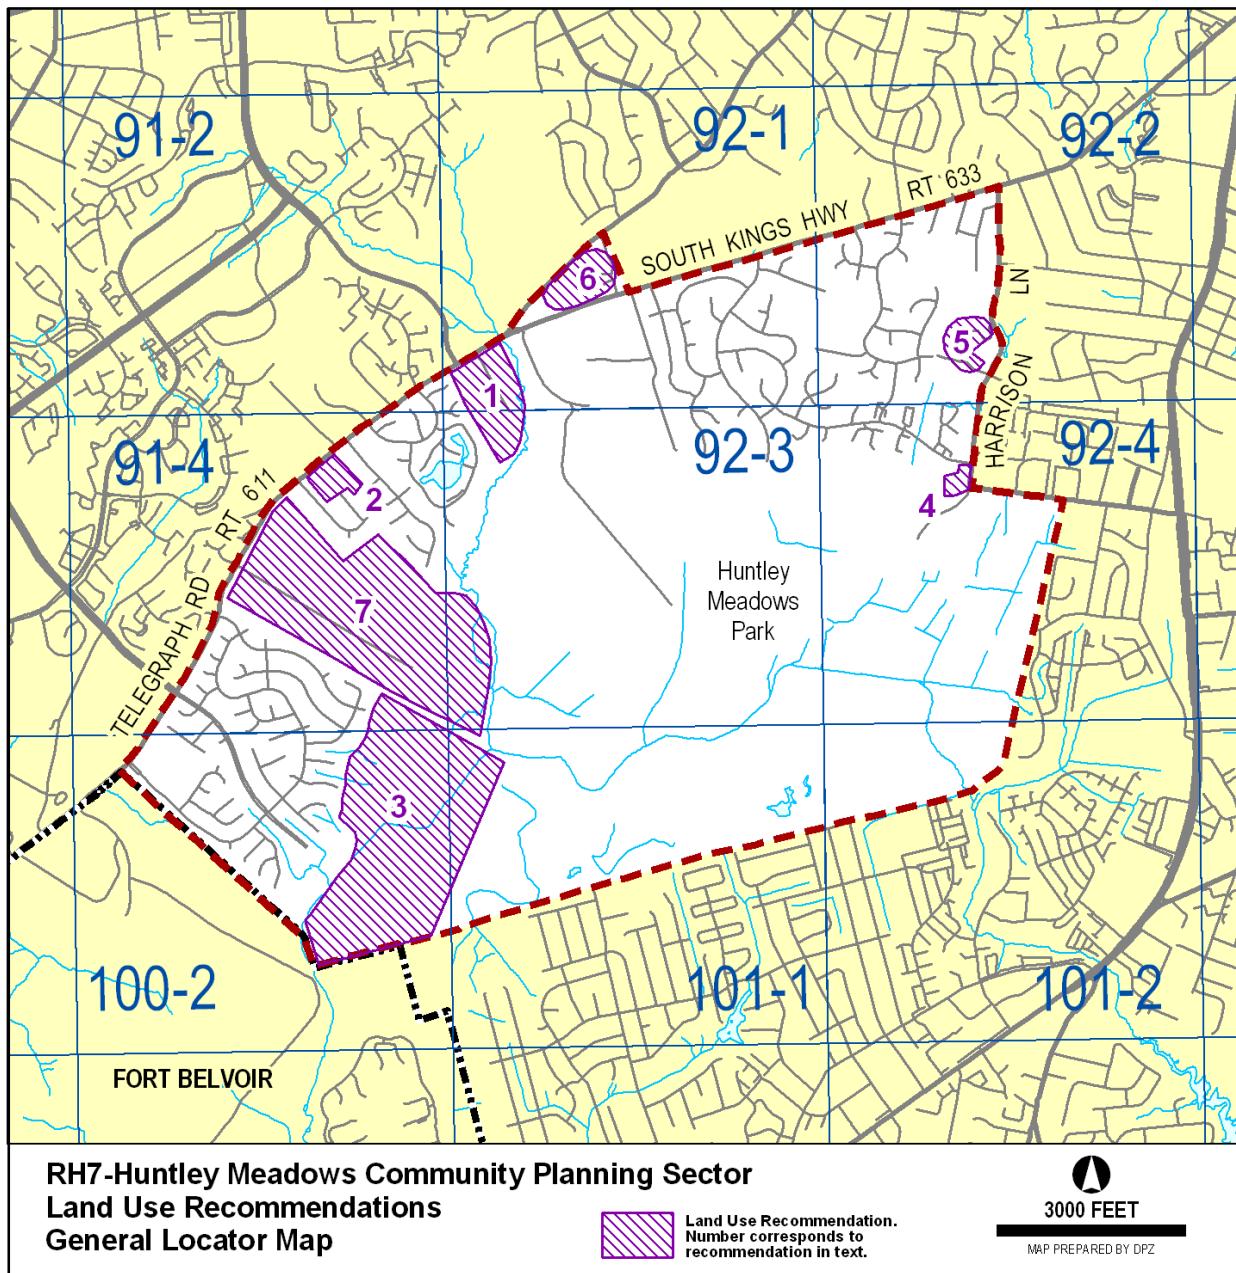 91-2
92-1
92-2
RT 633
SOUTH KINGS HWY
6
LN
5
1
HARRISON
91-4
92-3
92-4
RT 611
2
4
TELEGRAPH RD
7
Huntley
Meadows
Park
3
100-2
101-1
101-2
FORT BELVOIR
RH7-Huntley Meadows Community Planning Sector
Land Use Recommendations
General Locator Map
Land Use Recommendation.
Number corresponds to
recommendation in text.
3000 FEET
MAP PREPARED BY DPZ